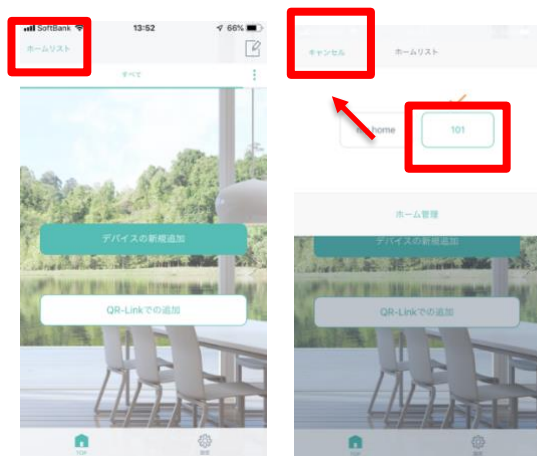 SoftBank 13:52 66%
ホームリスト
すべて
デバイスの新規追加
QR-Linkでの追加
TOP 設定
キャンセル ホームリスト
home 101
ホーム管理
デバイスの新規追加
QR-Linkでの追加
TOP 設定